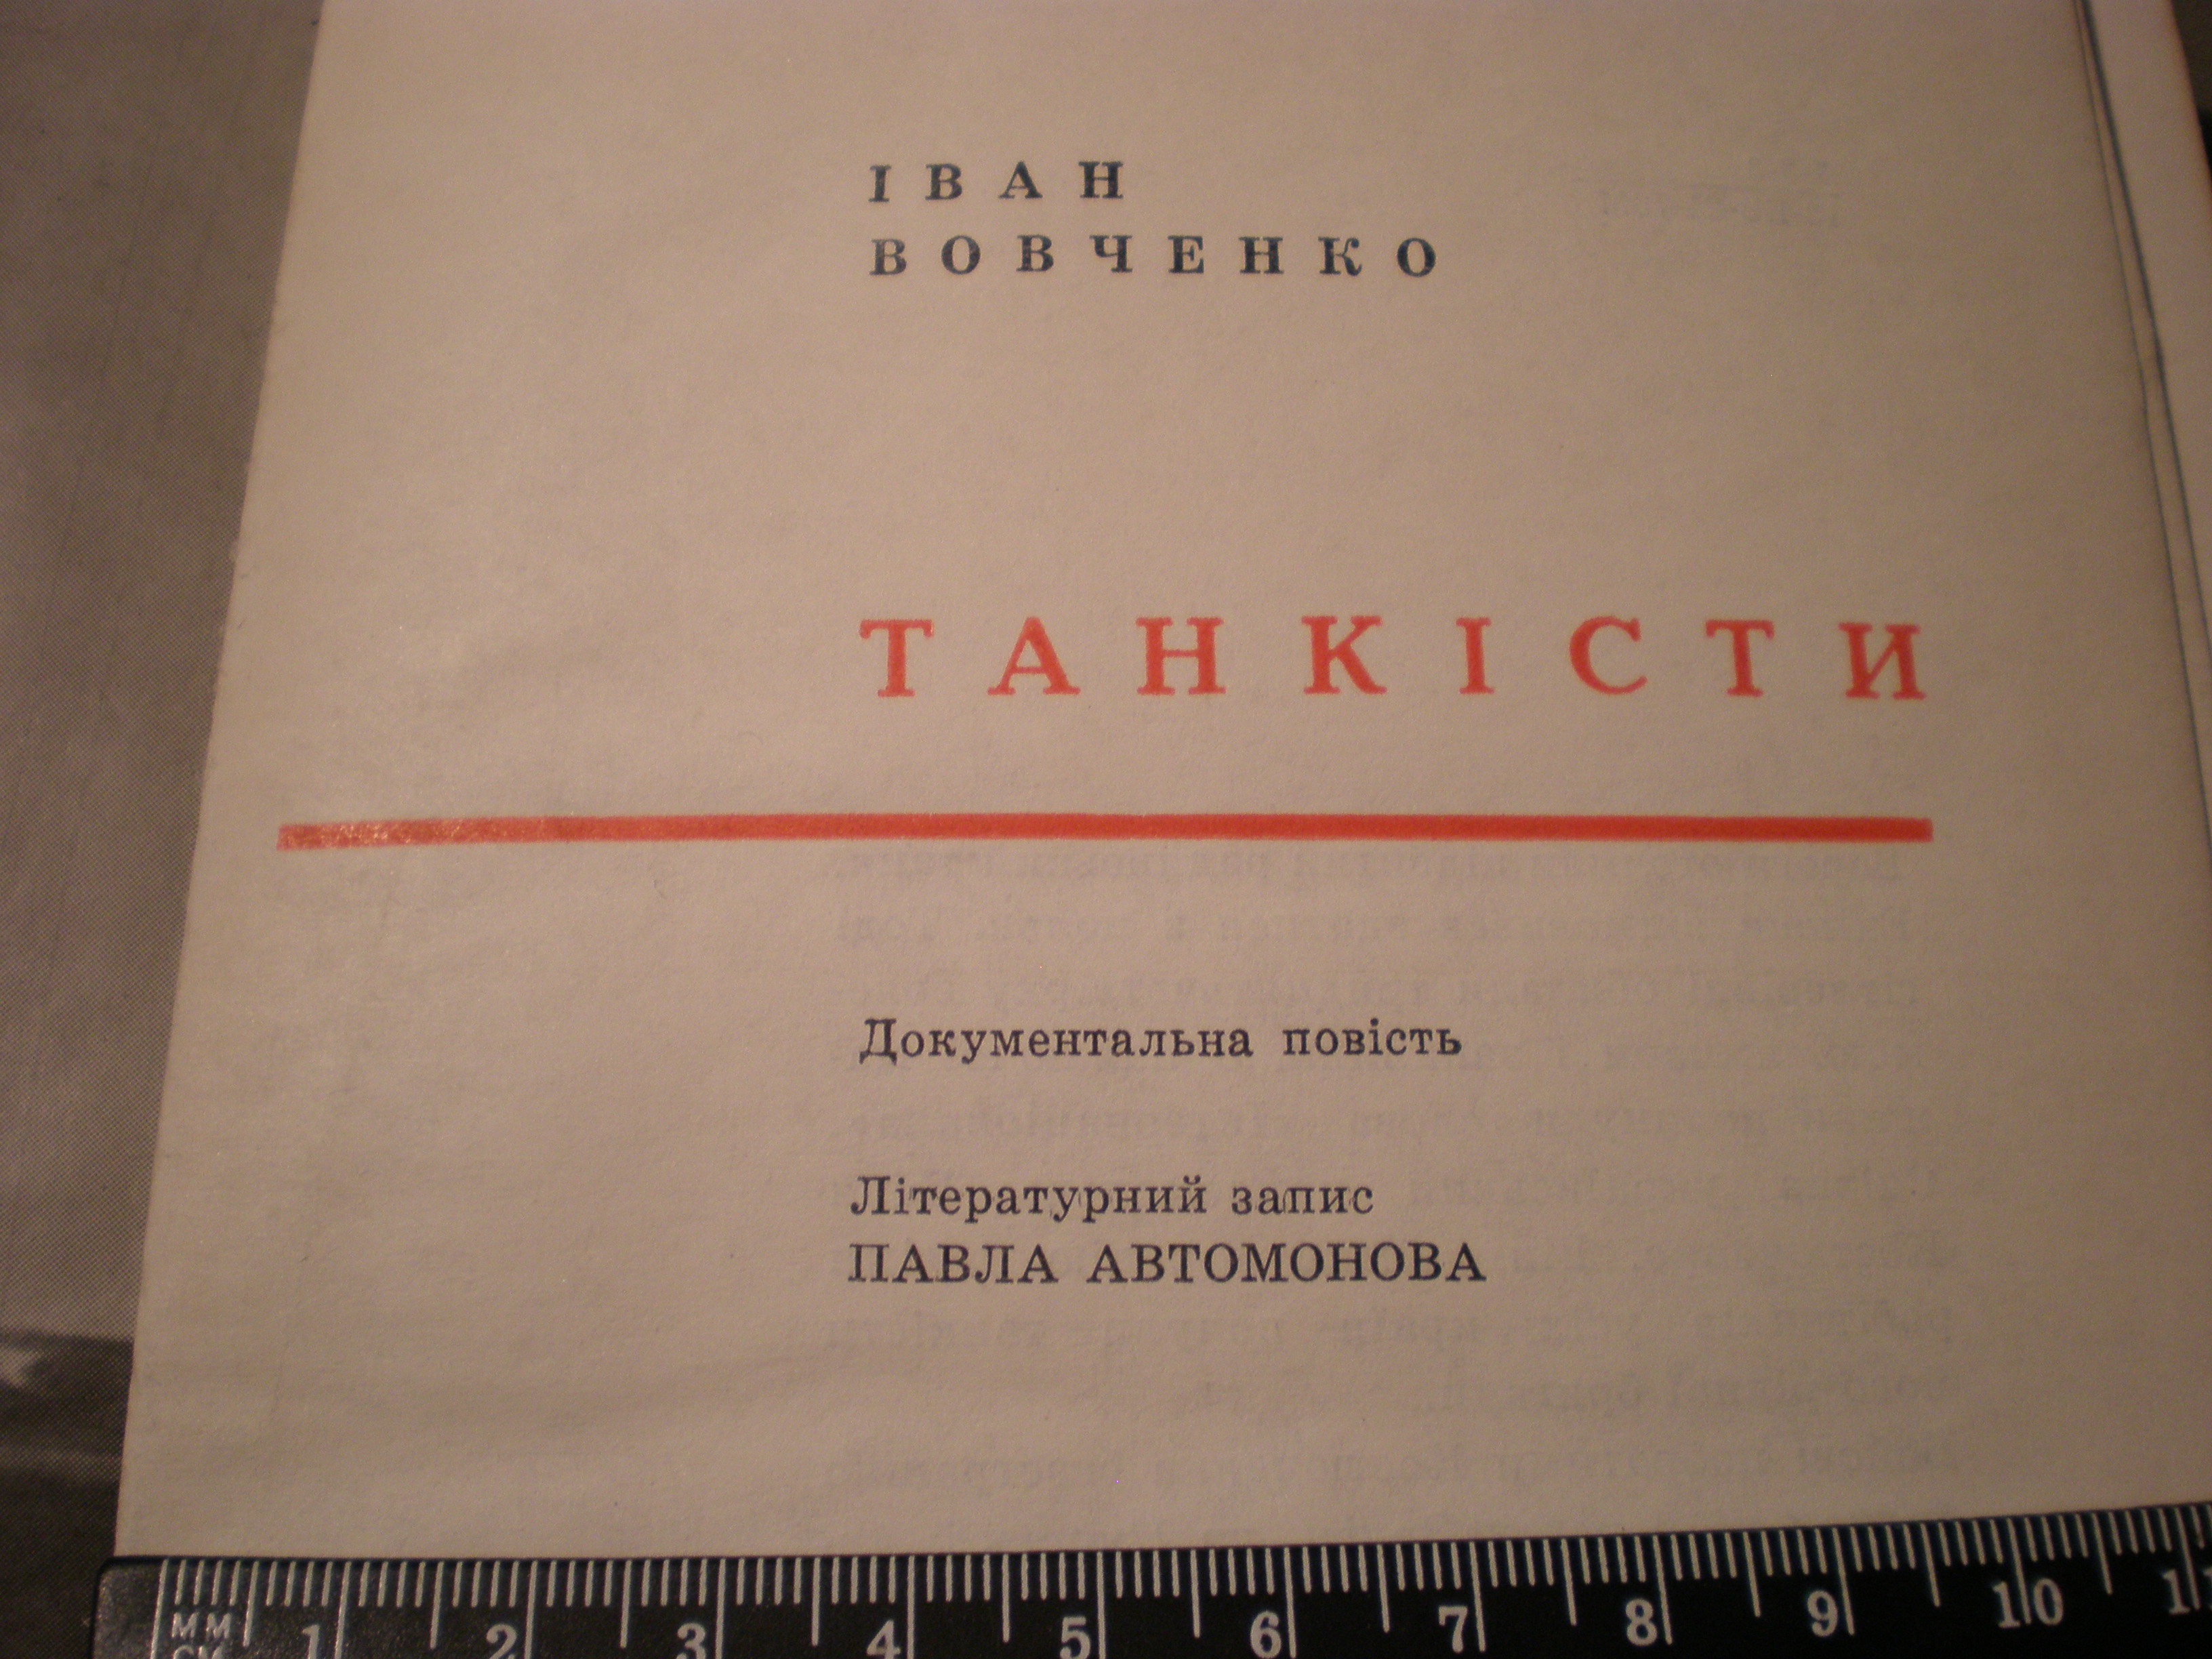 ІВАН
ВОВЧЕНКО
ТАНКІСТИ
Документальна повість
Літературний запис
ПАВЛА АВТОМОНОВА
мм
1 2 3 4 5 6 7 8 9 10